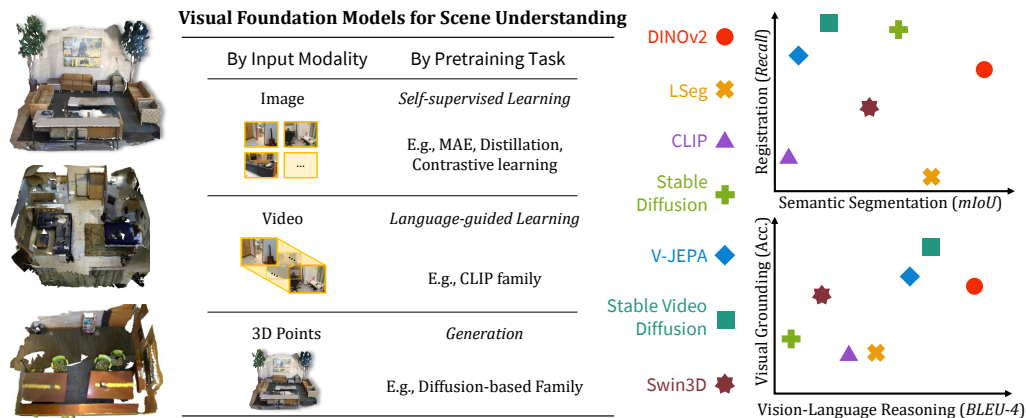 Visual Foundation Models for Scene Understanding
By Input Modality
By Pretraining Task
Image
Self-supervised Learning
E.g., MAE, Distillation,
Contrastive learning
...
Video
Language-guided Learning
E.g., CLIP family
3D Points
Generation
E.g., Diffusion-based Family
DINOv2
LSeg
CLIP
Stable
Diffusion
V-JEPA
Stable Video
Diffusion
Swin3D
Registration (Recall)
Semantic Segmentation (mIoU)
Visual Grounding (Acc.)
Vision-Language Reasoning (BLEU-4)